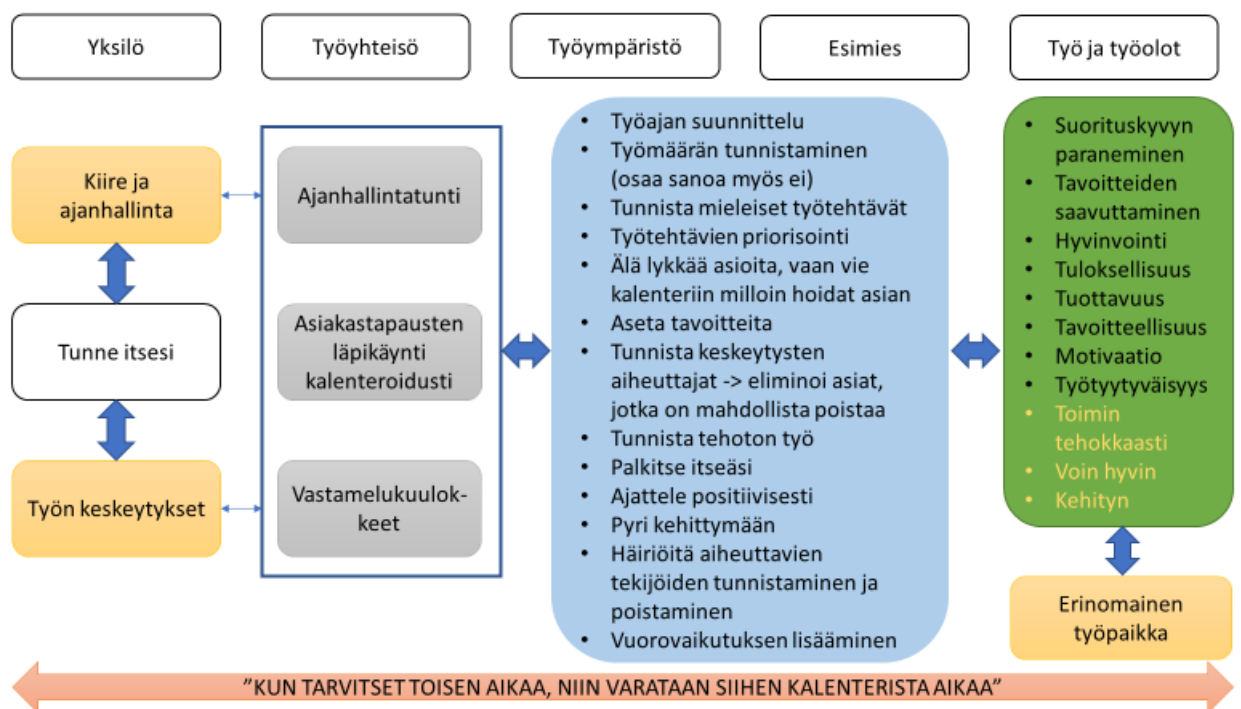 Yksilö
Työyhteisö
Työympäristö
Esimies
Työ ja työolot
Kiire ja
ajanhallinta
Tunne itsesi
Työn keskeytykset
Ajanhallintatunti
Asiakastapausten
läpikäynti
kalenteroidusti
Vastamelukuulok-
keet
• Työajan suunnittelu
• Työmäärän tunnistaminen
(osaa sanoa myös ei)
• Tunnista mieleiset työtehtävät
• Työtehtävien priorisointi
• Älä lykkää asioita, vaan vie
kalenteriin milloin hoidat asian
• Aseta tavoitteita
• Tunnista keskeytysten
aiheuttajat -> eliminoi asiat,
jotka on mahdollista poistaa
• Tunnista tehoton työ
• Palkitse itseäsi
• Ajattele positiivisesti
• Pyri kehittymään
• Häiriöitä aiheuttavien
tekijöiden tunnistaminen ja
poistaminen
• Vuorovaikutuksen lisääminen
• Suorituskyvyn
paraneminen
• Tavoitteiden
saavuttaminen
• Hyvinvointi
• Tuloksellisuus
• Tuottavuus
• Tavoitteellisuus
• Motivaatio
• Työtyytyväisyys
• Toimin
tehokkaasti
• Voin hyvin
• Kehityn
Erinomainen
työpaikka
”KUN TARVITSET TOISEN AIKAA, NIIN VARATAAN SIIHEN KALENTERISTA AIKAA”